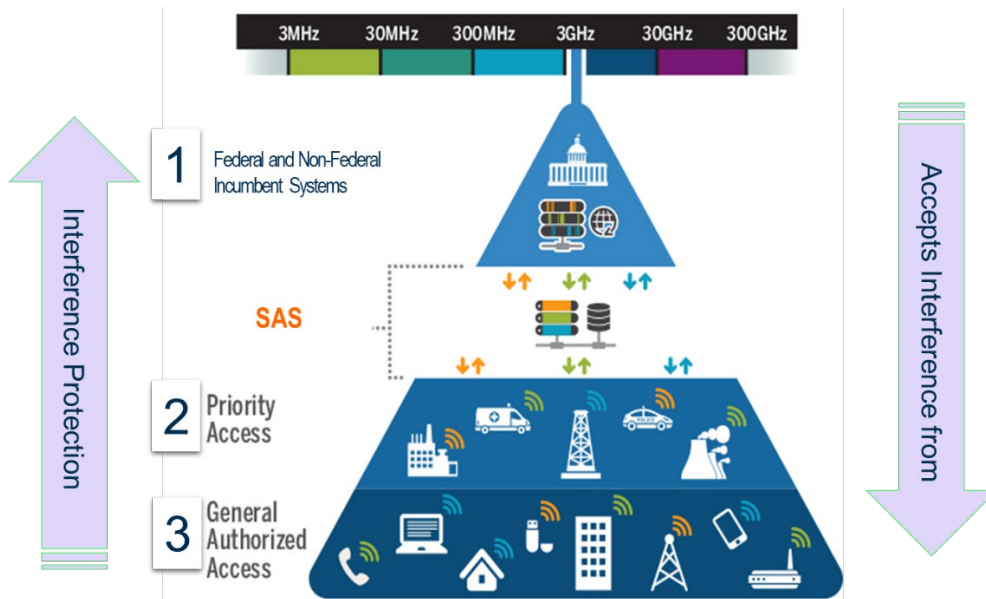 3MHz 30MHz 300MHz 3GHz 30GHz 300GHz
1
Federal and Non-Federal
Incumbent Systems
Interference Protection
Accepts Interference from
SAS
2
Priority
Access
POLICE
3
General
Authorized
Access